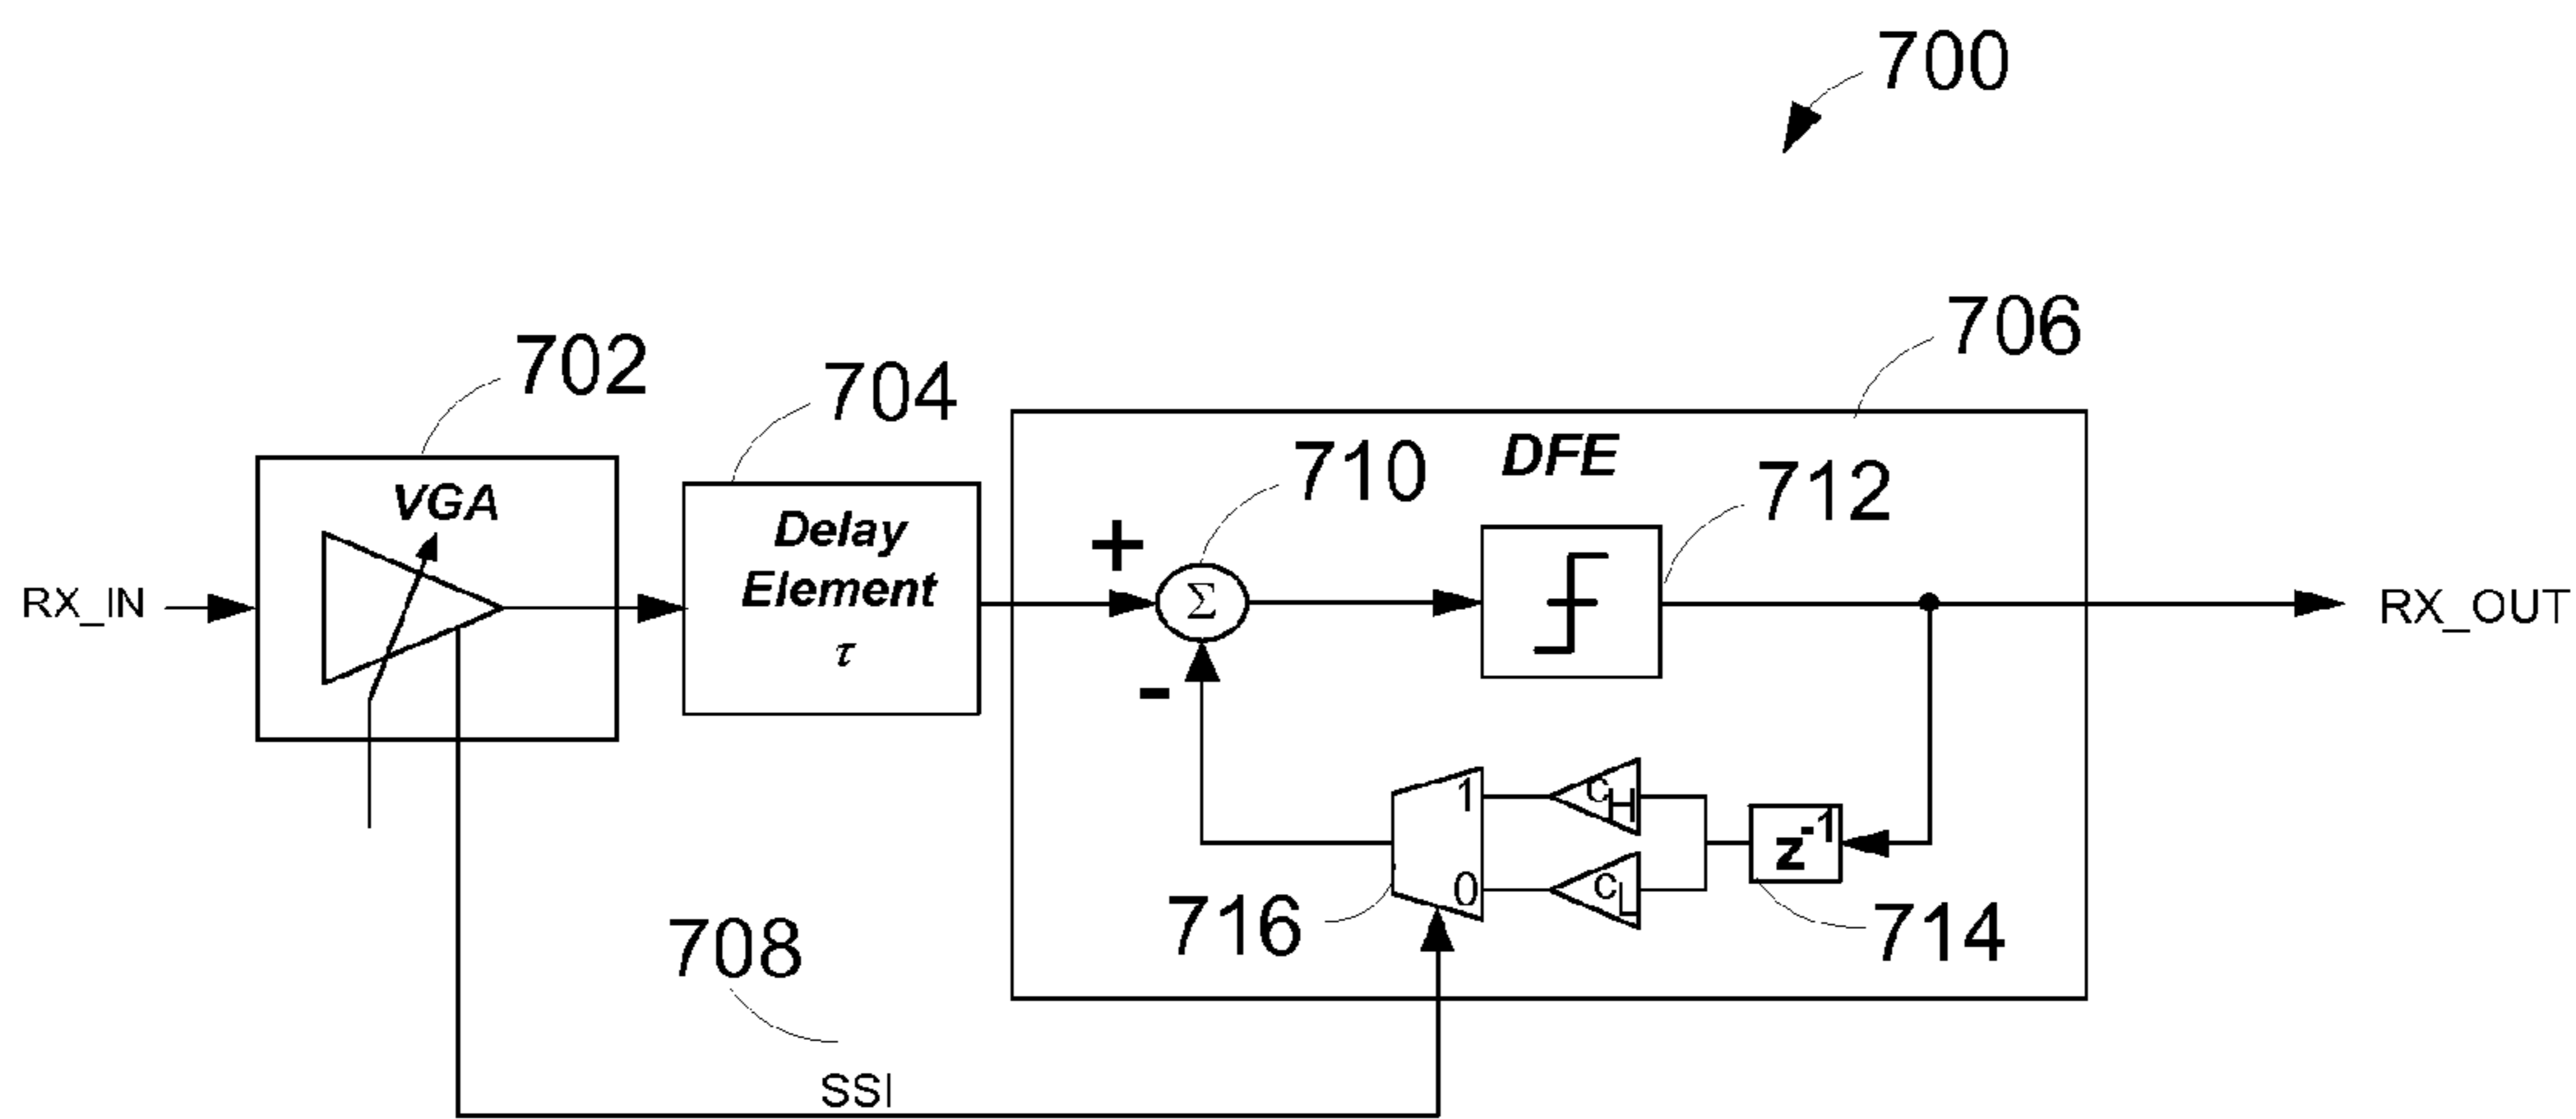 700
706
702
704
DFE
710
712
VGA
Delay
Element
τ
+
Σ
RX_IN
RX_OUT
-
1
cH
z-1
0
cL
716
714
708
SSI